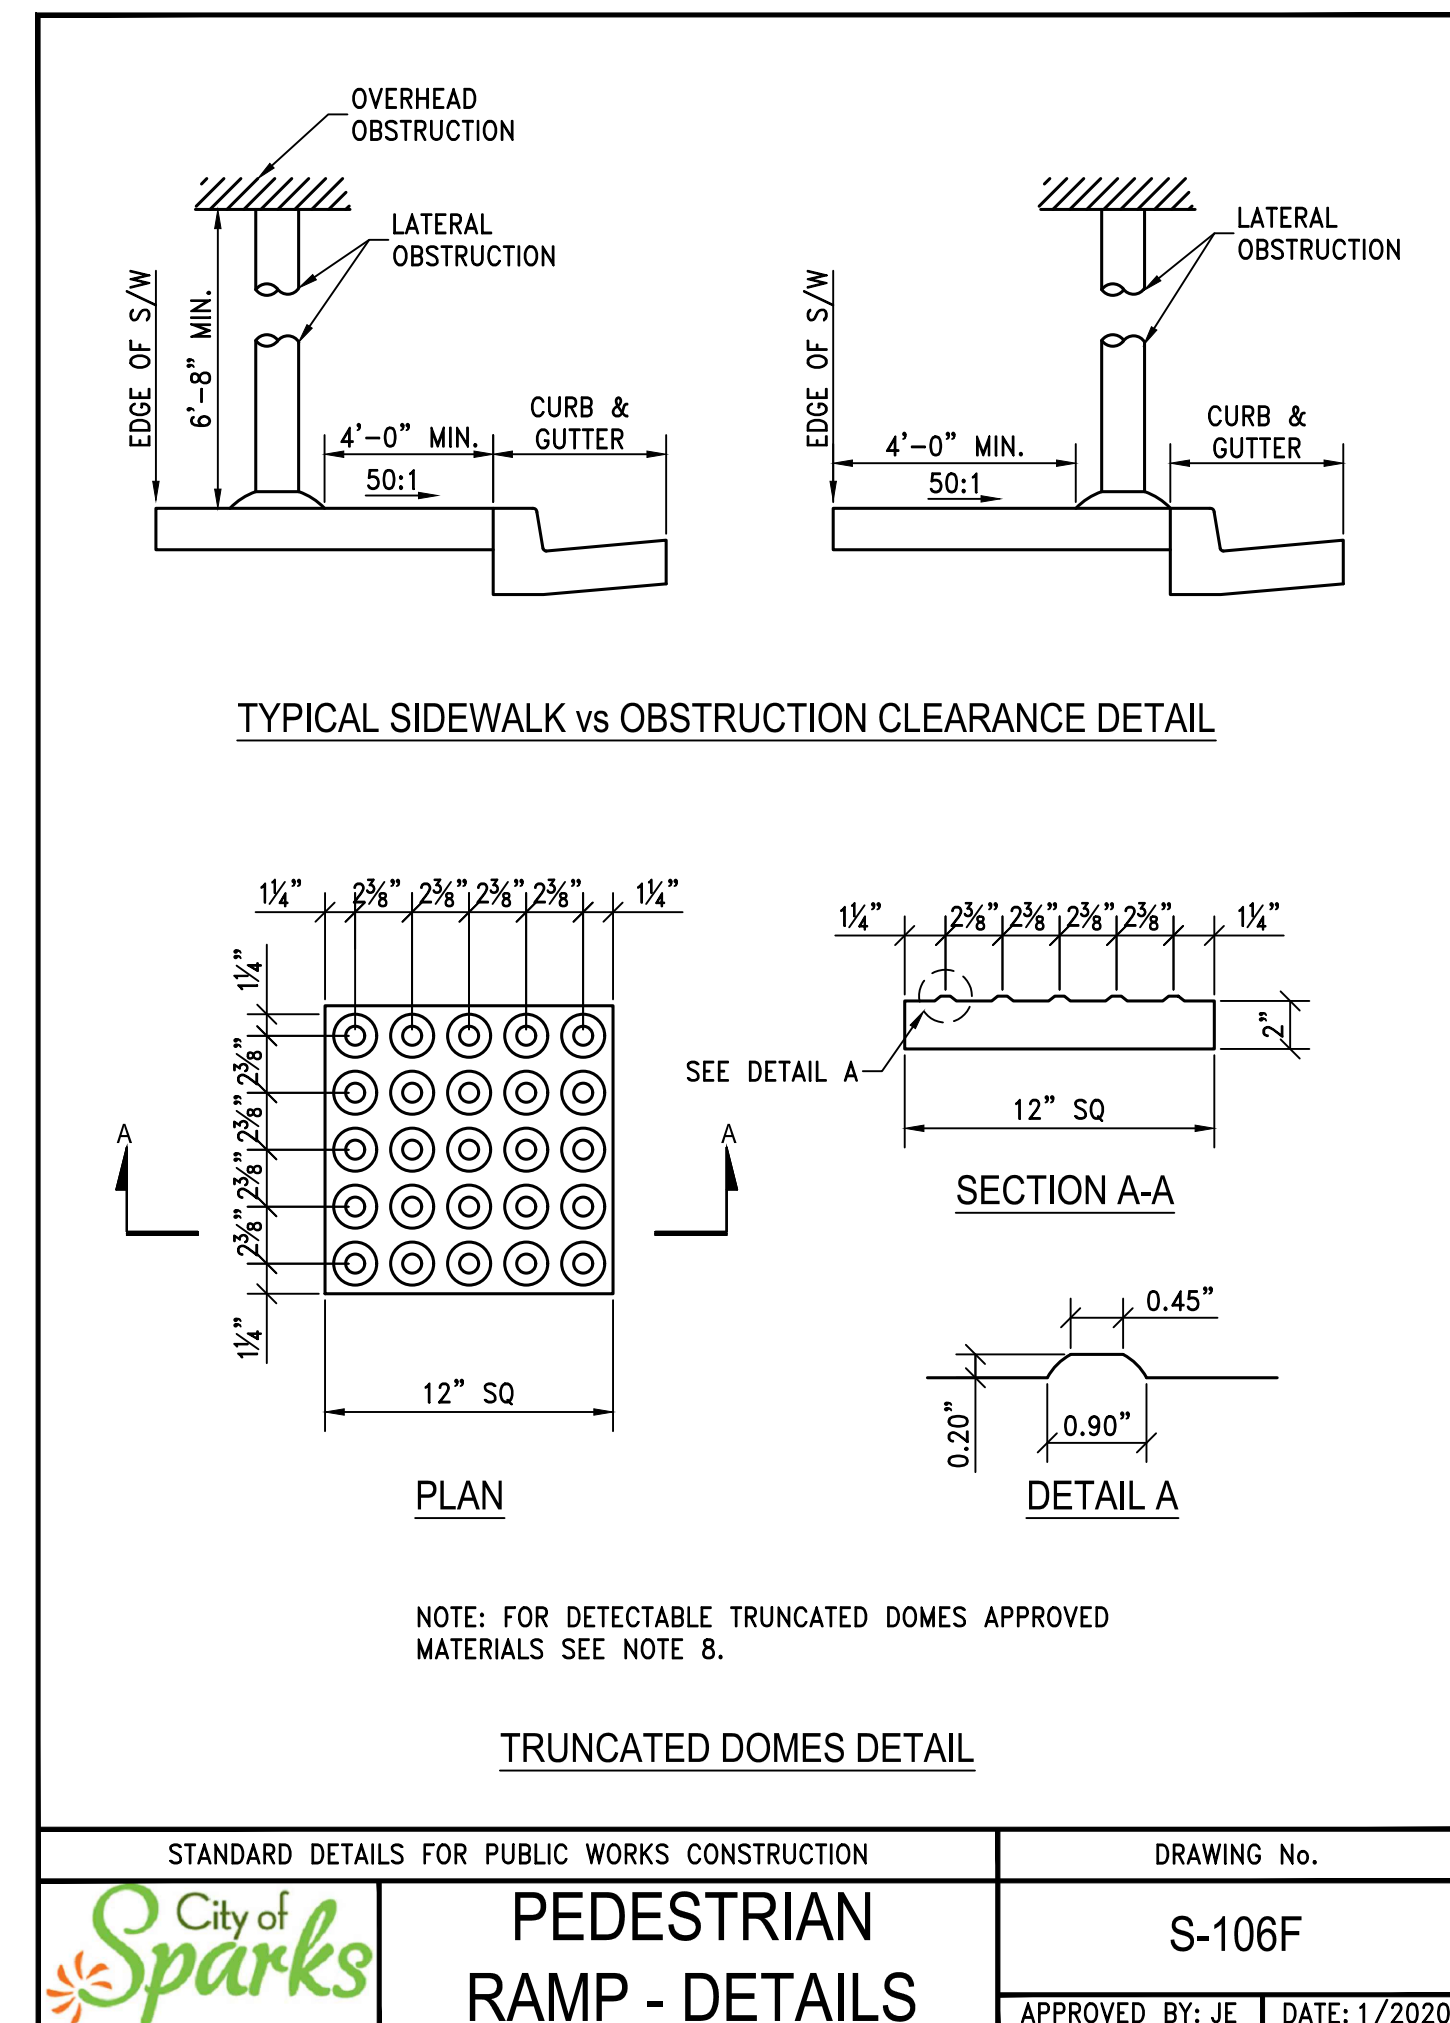 OVERHEAD
OBSTRUCTION
LATERAL
OBSTRUCTION
EDGE OF S/W
6'-8" MIN.
4'-0" MIN.
50:1
CURB &
GUTTER
LATERAL
OBSTRUCTION
EDGE OF S/W
4'-0" MIN.
50:1
CURB &
GUTTER
TYPICAL SIDEWALK vs OBSTRUCTION CLEARANCE DETAIL
1¼" 2⅜" 2⅜" 2⅜" 2⅜" 1¼"
1¼"
2⅜"
2⅜"
2⅜"
2⅜"
1¼"
A A
12" SQ
PLAN
1¼" 2⅜" 2⅜" 2⅜" 2⅜" 1¼"
2"
SEE DETAIL A
12" SQ
SECTION A-A
0.45"
0.20"
0.90"
DETAIL A
NOTE: FOR DETECTABLE TRUNCATED DOMES APPROVED
MATERIALS SEE NOTE 8.
TRUNCATED DOMES DETAIL
STANDARD DETAILS FOR PUBLIC WORKS CONSTRUCTION
DRAWING No.
City of
Sparks
PEDESTRIAN
RAMP - DETAILS
S-106F
APPROVED BY: JE
DATE: 1/2020